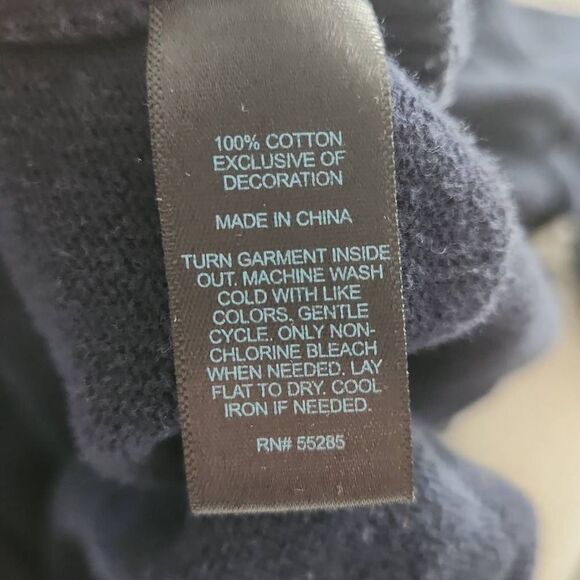 100% COTTON
EXCLUSIVE OF
DECORATION
MADE IN CHINA
TURN GARMENT INSIDE
OUT. MACHINE WASH
COLD WITH LIKE
COLORS, GENTLE
CYCLE. ONLY NON-
CHLORINE BLEACH
WHEN NEEDED. LAY
FLAT TO DRY. COOL
IRON IF NEEDED.
RN# 55285